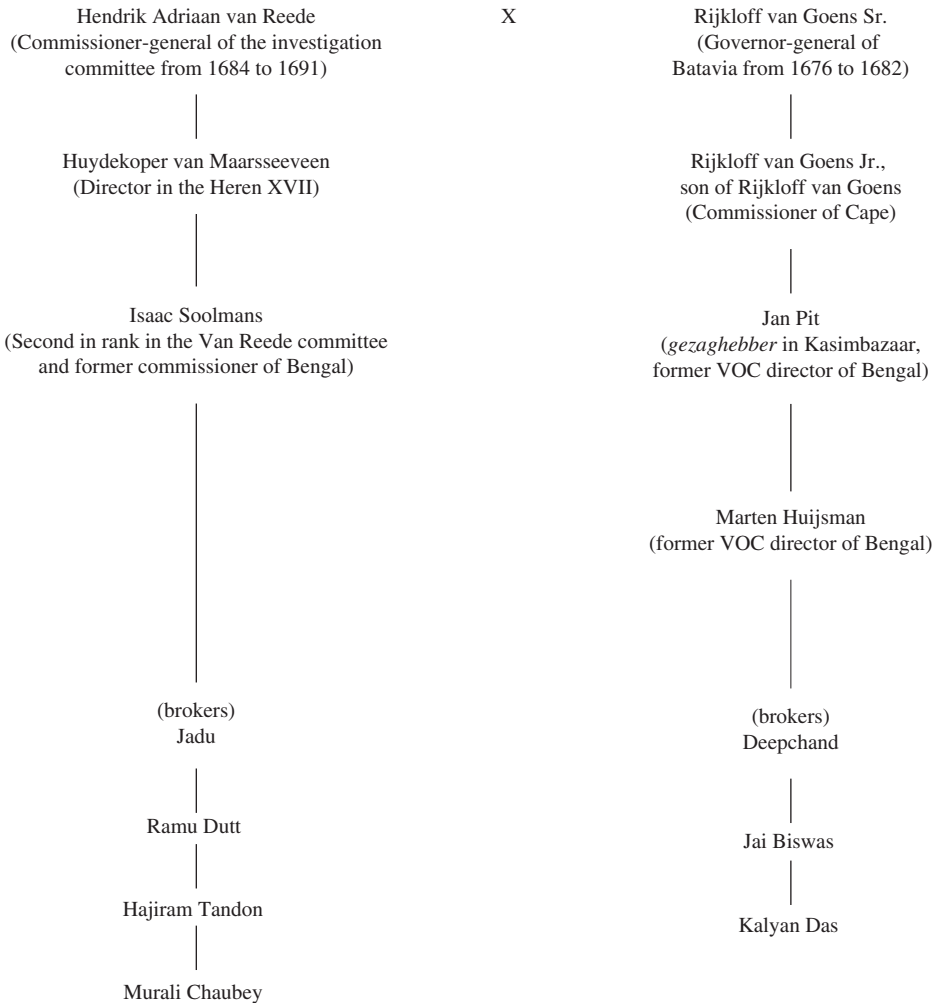 Hendrik Adriaan van Reede
(Commissioner-general of the investigation
committee from 1684 to 1691)
X
Rijkloff van Goens Sr.
(Governor-general of
Batavia from 1676 to 1682)
Huydekoper van Maarsseeveen
(Director in the Heren XVII)
Rijkloff van Goens Jr.,
son of Rijkloff van Goens
(Commissioner of Cape)
Isaac Soolmans
(Second in rank in the Van Reede committee
and former commissioner of Bengal)
Jan Pit
(gezaghebber in Kasimbazaar,
former VOC director of Bengal)
Marten Huijsman
(former VOC director of Bengal)
(brokers)
Jadu
(brokers)
Deepchand
Ramu Dutt
Jai Biswas
Hajiram Tandon
Kalyan Das
Murali Chaubey